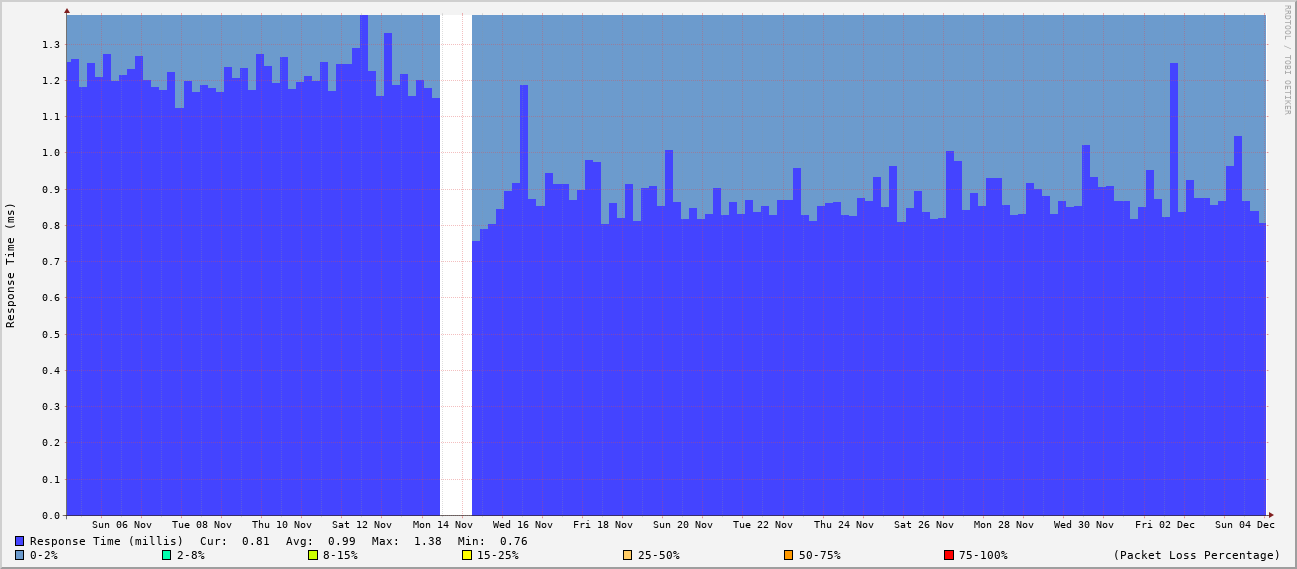 RRDTOOL / TOBI OETIKER
Response Time (ms)
1.3
1.2
1.1
1.0
0.9
0.8
0.7
0.6
0.5
0.4
0.3
0.2
0.1
0.0
Sun 06 Nov Tue 08 Nov Thu 10 Nov Sat 12 Nov Mon 14 Nov Wed 16 Nov Fri 18 Nov Sun 20 Nov Tue 22 Nov Thu 24 Nov Sat 26 Nov Mon 28 Nov Wed 30 Nov Fri 02 Dec Sun 04 Dec
Response Time (millis) Cur: 0.81 Avg: 0.99 Max: 1.38 Min: 0.76
0-2% 2-8% 8-15% 15-25% 25-50% 50-75% 75-100% (Packet Loss Percentage)